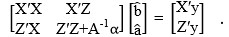 [X'X X'Z] [b̂] = [X'y] .
[Z'X Z'Z+A⁻¹α] [â] [Z'y]